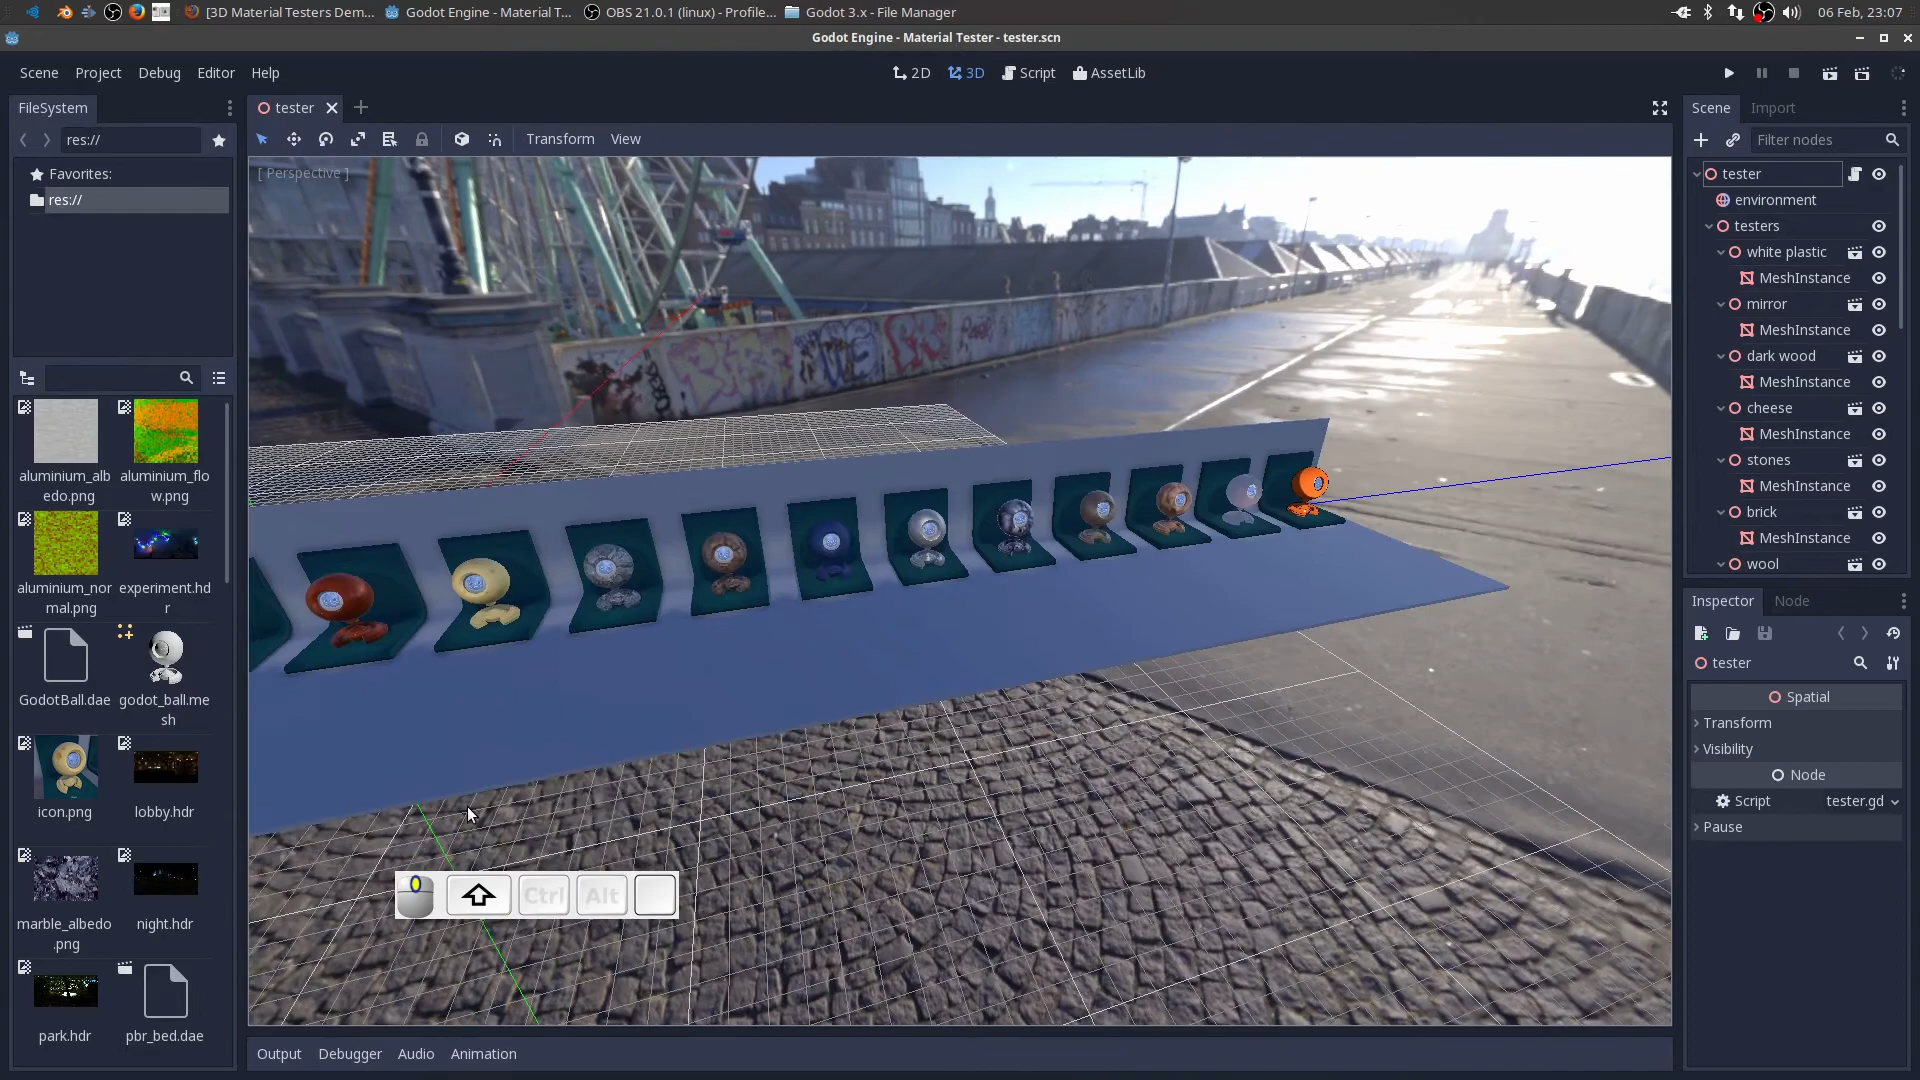 [3D Material Testers Dem... Godot Engine - Material T... OBS 21.0.1 (linux) - Profile... Godot 3.x - File Manager 06 Feb, 23:07
Godot Engine - Material Tester - tester.scn
Scene Project Debug Editor Help 2D 3D Script AssetLib
FileSystem
res://
Favorites:
res://
aluminium_alb
edo.png
aluminium_flo
w.png
aluminium_nor
mal.png
experiment.hd
r
GodotBall.dae
godot_ball.me
sh
icon.png
lobby.hdr
marble_albedo
.png
night.hdr
park.hdr
pbr_bed.dae
tester
Transform View
[ Perspective ]
Ctrl Alt
Output Debugger Audio Animation
Scene Import
Filter nodes
tester
environment
testers
white plastic
MeshInstance
mirror
MeshInstance
dark wood
MeshInstance
cheese
MeshInstance
stones
MeshInstance
brick
MeshInstance
wool
Inspector Node
tester
Spatial
Transform
Visibility
Node
Script tester.gd
Pause